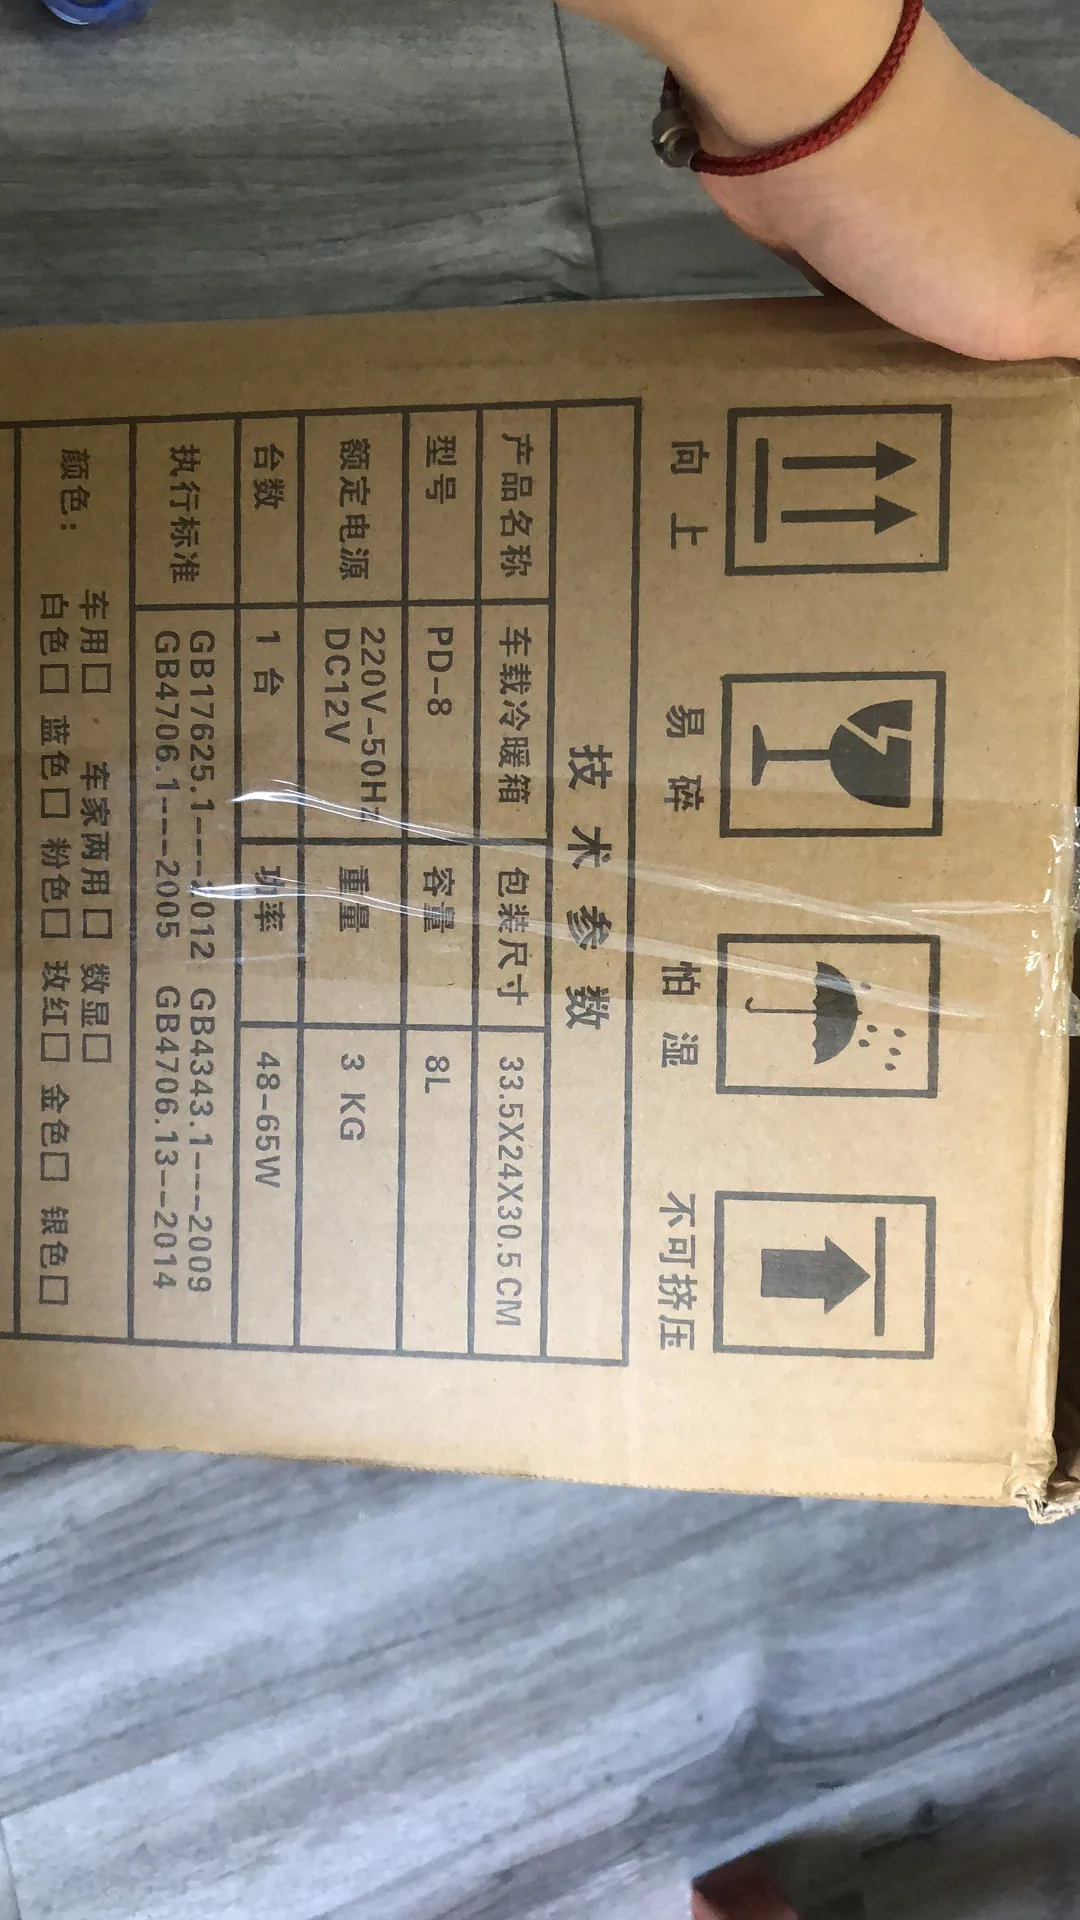 向上 易碎 怕湿 不可挤压
技术参数
产品名称 车载冷暖箱 包装尺寸 33.5X24X30.5CM
型号 PD-8 容量 8L
额定电源 220V-50Hz DC12V 重量 3 KG
台数 1 台 功率 48-65W
执行标准 GB17625.1---2012 GB4343.1---2009
GB4706.1---2005 GB4706.13--2014
颜色: 车用□ 车家两用□ 数显□
白色□ 蓝色□ 粉色□ 玫红□ 金色□ 银色□